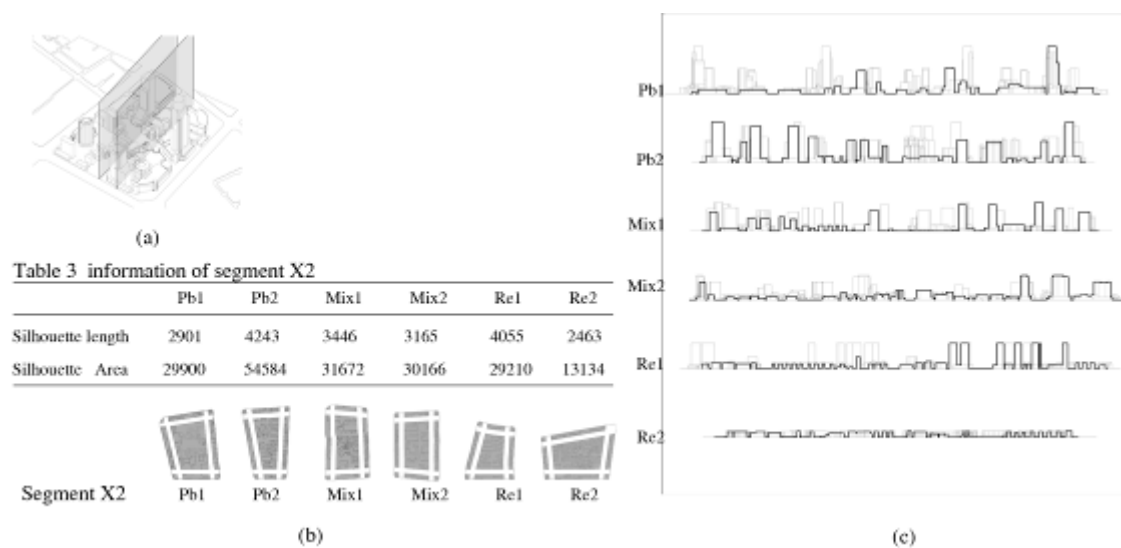 (a)
Table 3 information of segment X2
Pb1 Pb2 Mix1 Mix2 Re1 Re2
Silhouette length 2901 4243 3446 3165 4055 2463
Silhouette Area 29900 54584 31672 30166 29210 13134
Segment X2 Pb1 Pb2 Mix1 Mix2 Re1 Re2
(b)
Pb1
Pb2
Mix1
Mix2
Re1
Re2
(c)